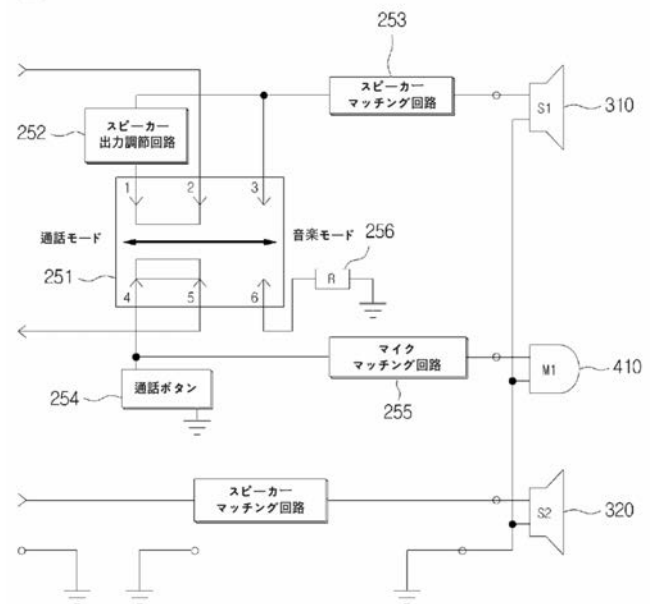 253
スピーカー
マッチング回路
S1
310
252
スピーカー
出力調節回路
1
2
3
通話モード
音楽モード
256
251
R
4
5
6
マイク
マッチング回路
M1
410
254
通話ボタン
255
スピーカー
マッチング回路
S2
320